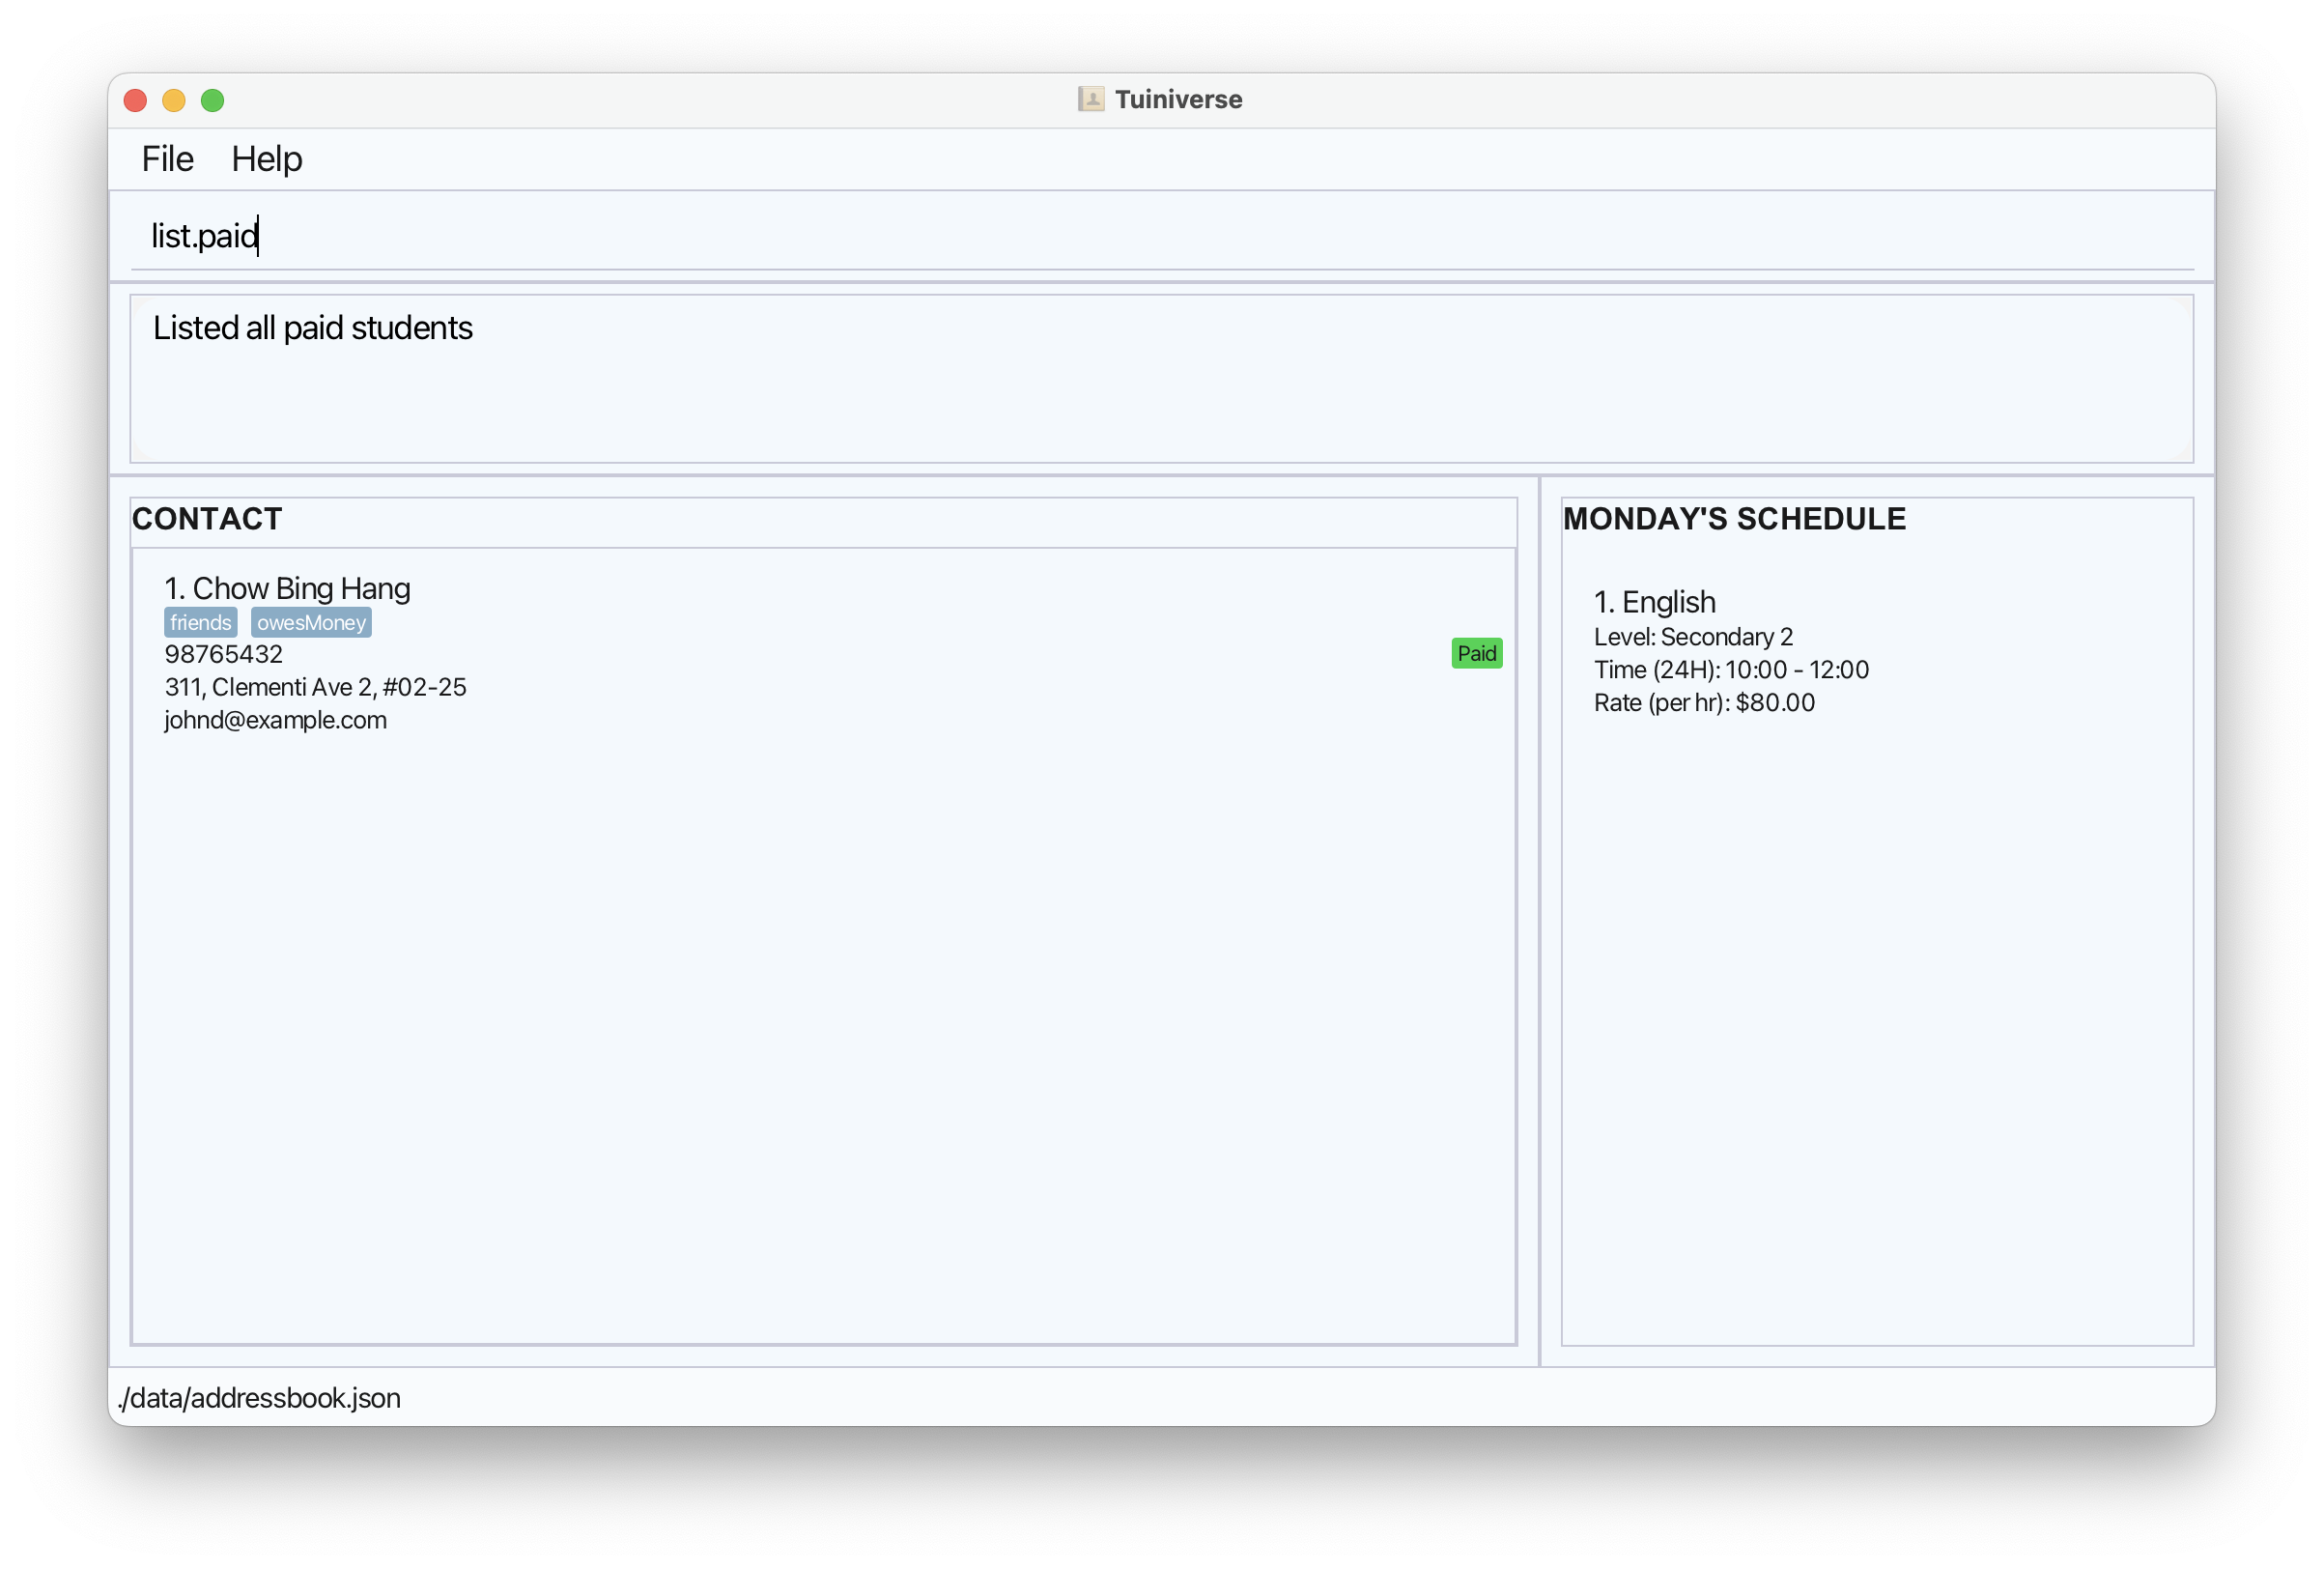 Tuiniverse
File Help
list.paid
Listed all paid students
CONTACT
1. Chow Bing Hang
friends owesMoney
98765432
Paid
311, Clementi Ave 2, #02-25
johnd@example.com
MONDAY'S SCHEDULE
1. English
Level: Secondary 2
Time (24H): 10:00 - 12:00
Rate (per hr): $80.00
./data/addressbook.json